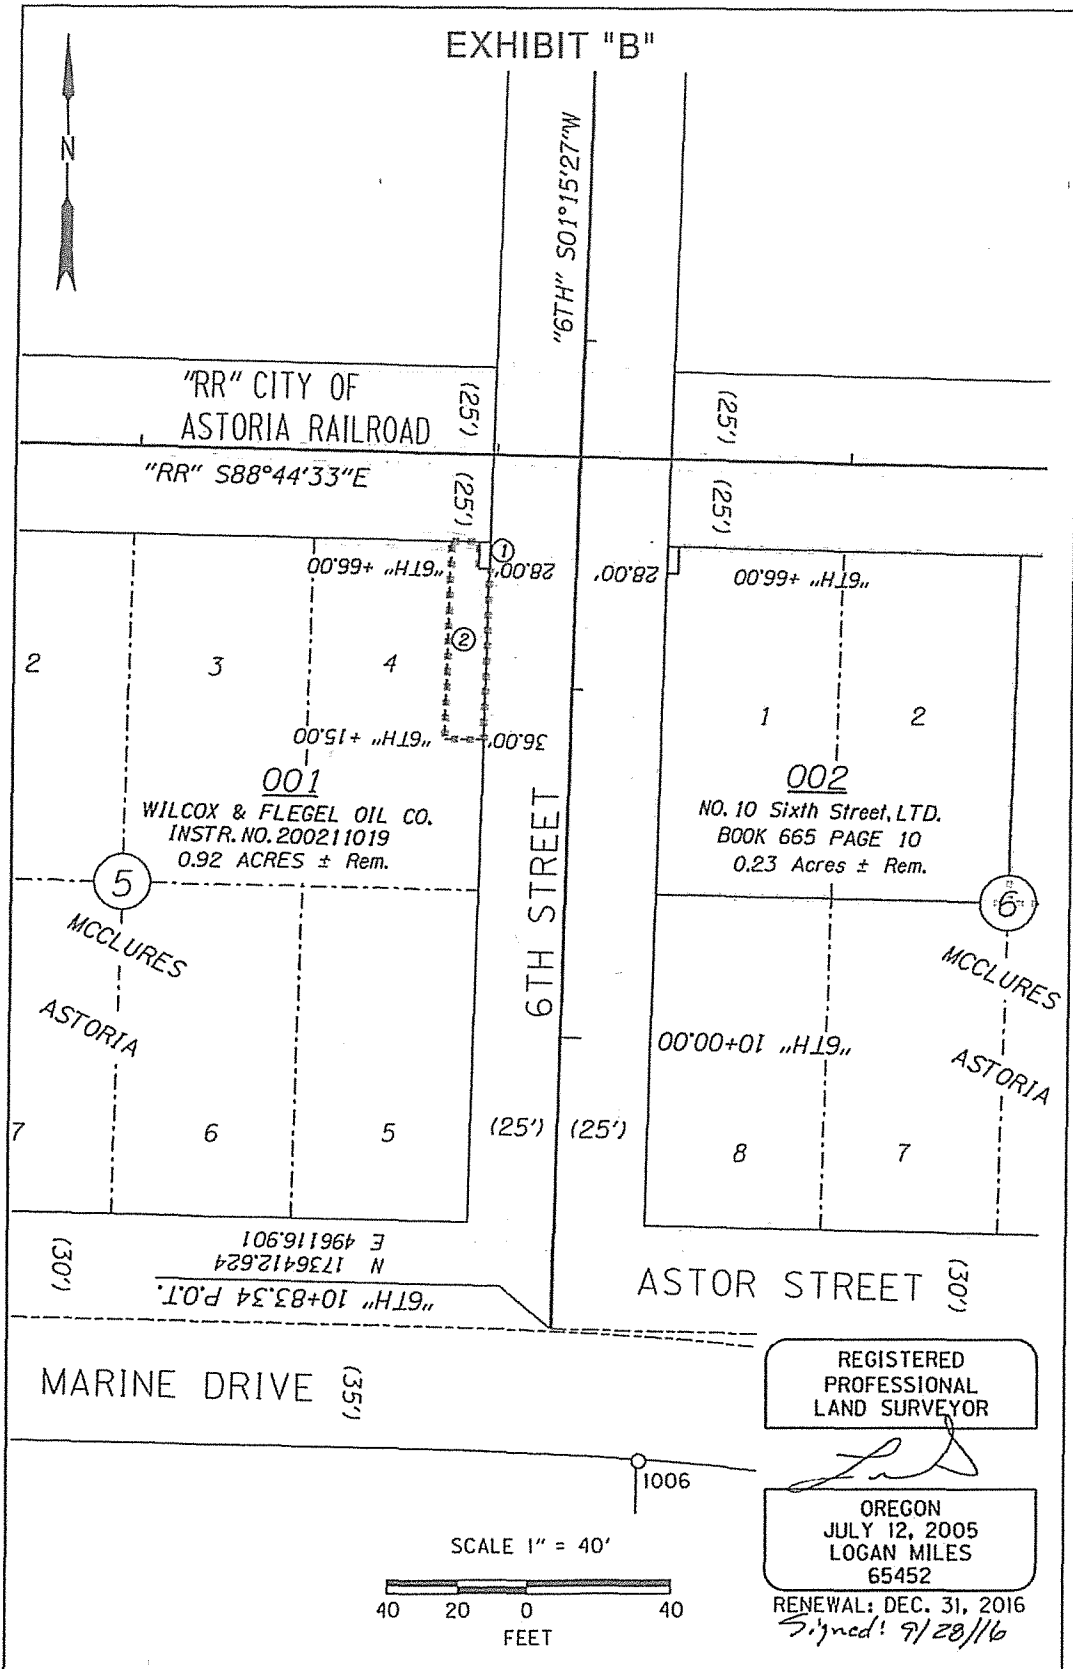 EXHIBIT "B"
N
"6TH" S01°15'27"W
"RR" CITY OF
ASTORIA RAILROAD
(25')
(25')
"RR" S88°44'33"E
(25')
(25')
1
"6TH" +66.00
28.00'
28.00'
"6TH" +66.00
2
2
3
4
1
2
"6TH" +15.00
36.00'
001
WILCOX & FLEGEL OIL CO.
INSTR. NO. 200211019
0.92 ACRES ± Rem.
002
NO. 10 Sixth Street, LTD.
BOOK 665 PAGE 10
0.23 Acres ± Rem.
6TH STREET
5
MCCLURES
ASTORIA
6
MCCLURES
ASTORIA
"6TH" 10+00.00
7
6
5
(25')
(25')
8
7
(30')
"6TH" 10+83.34 P.O.T.
N 1736412.624
E 496116.901
ASTOR STREET
(30')
MARINE DRIVE
(35')
1006
REGISTERED
PROFESSIONAL
LAND SURVEYOR
OREGON
JULY 12, 2005
LOGAN MILES
65452
RENEWAL: DEC. 31, 2016
Signed: 9/28/16
SCALE 1" = 40'
40 20 0 40
FEET